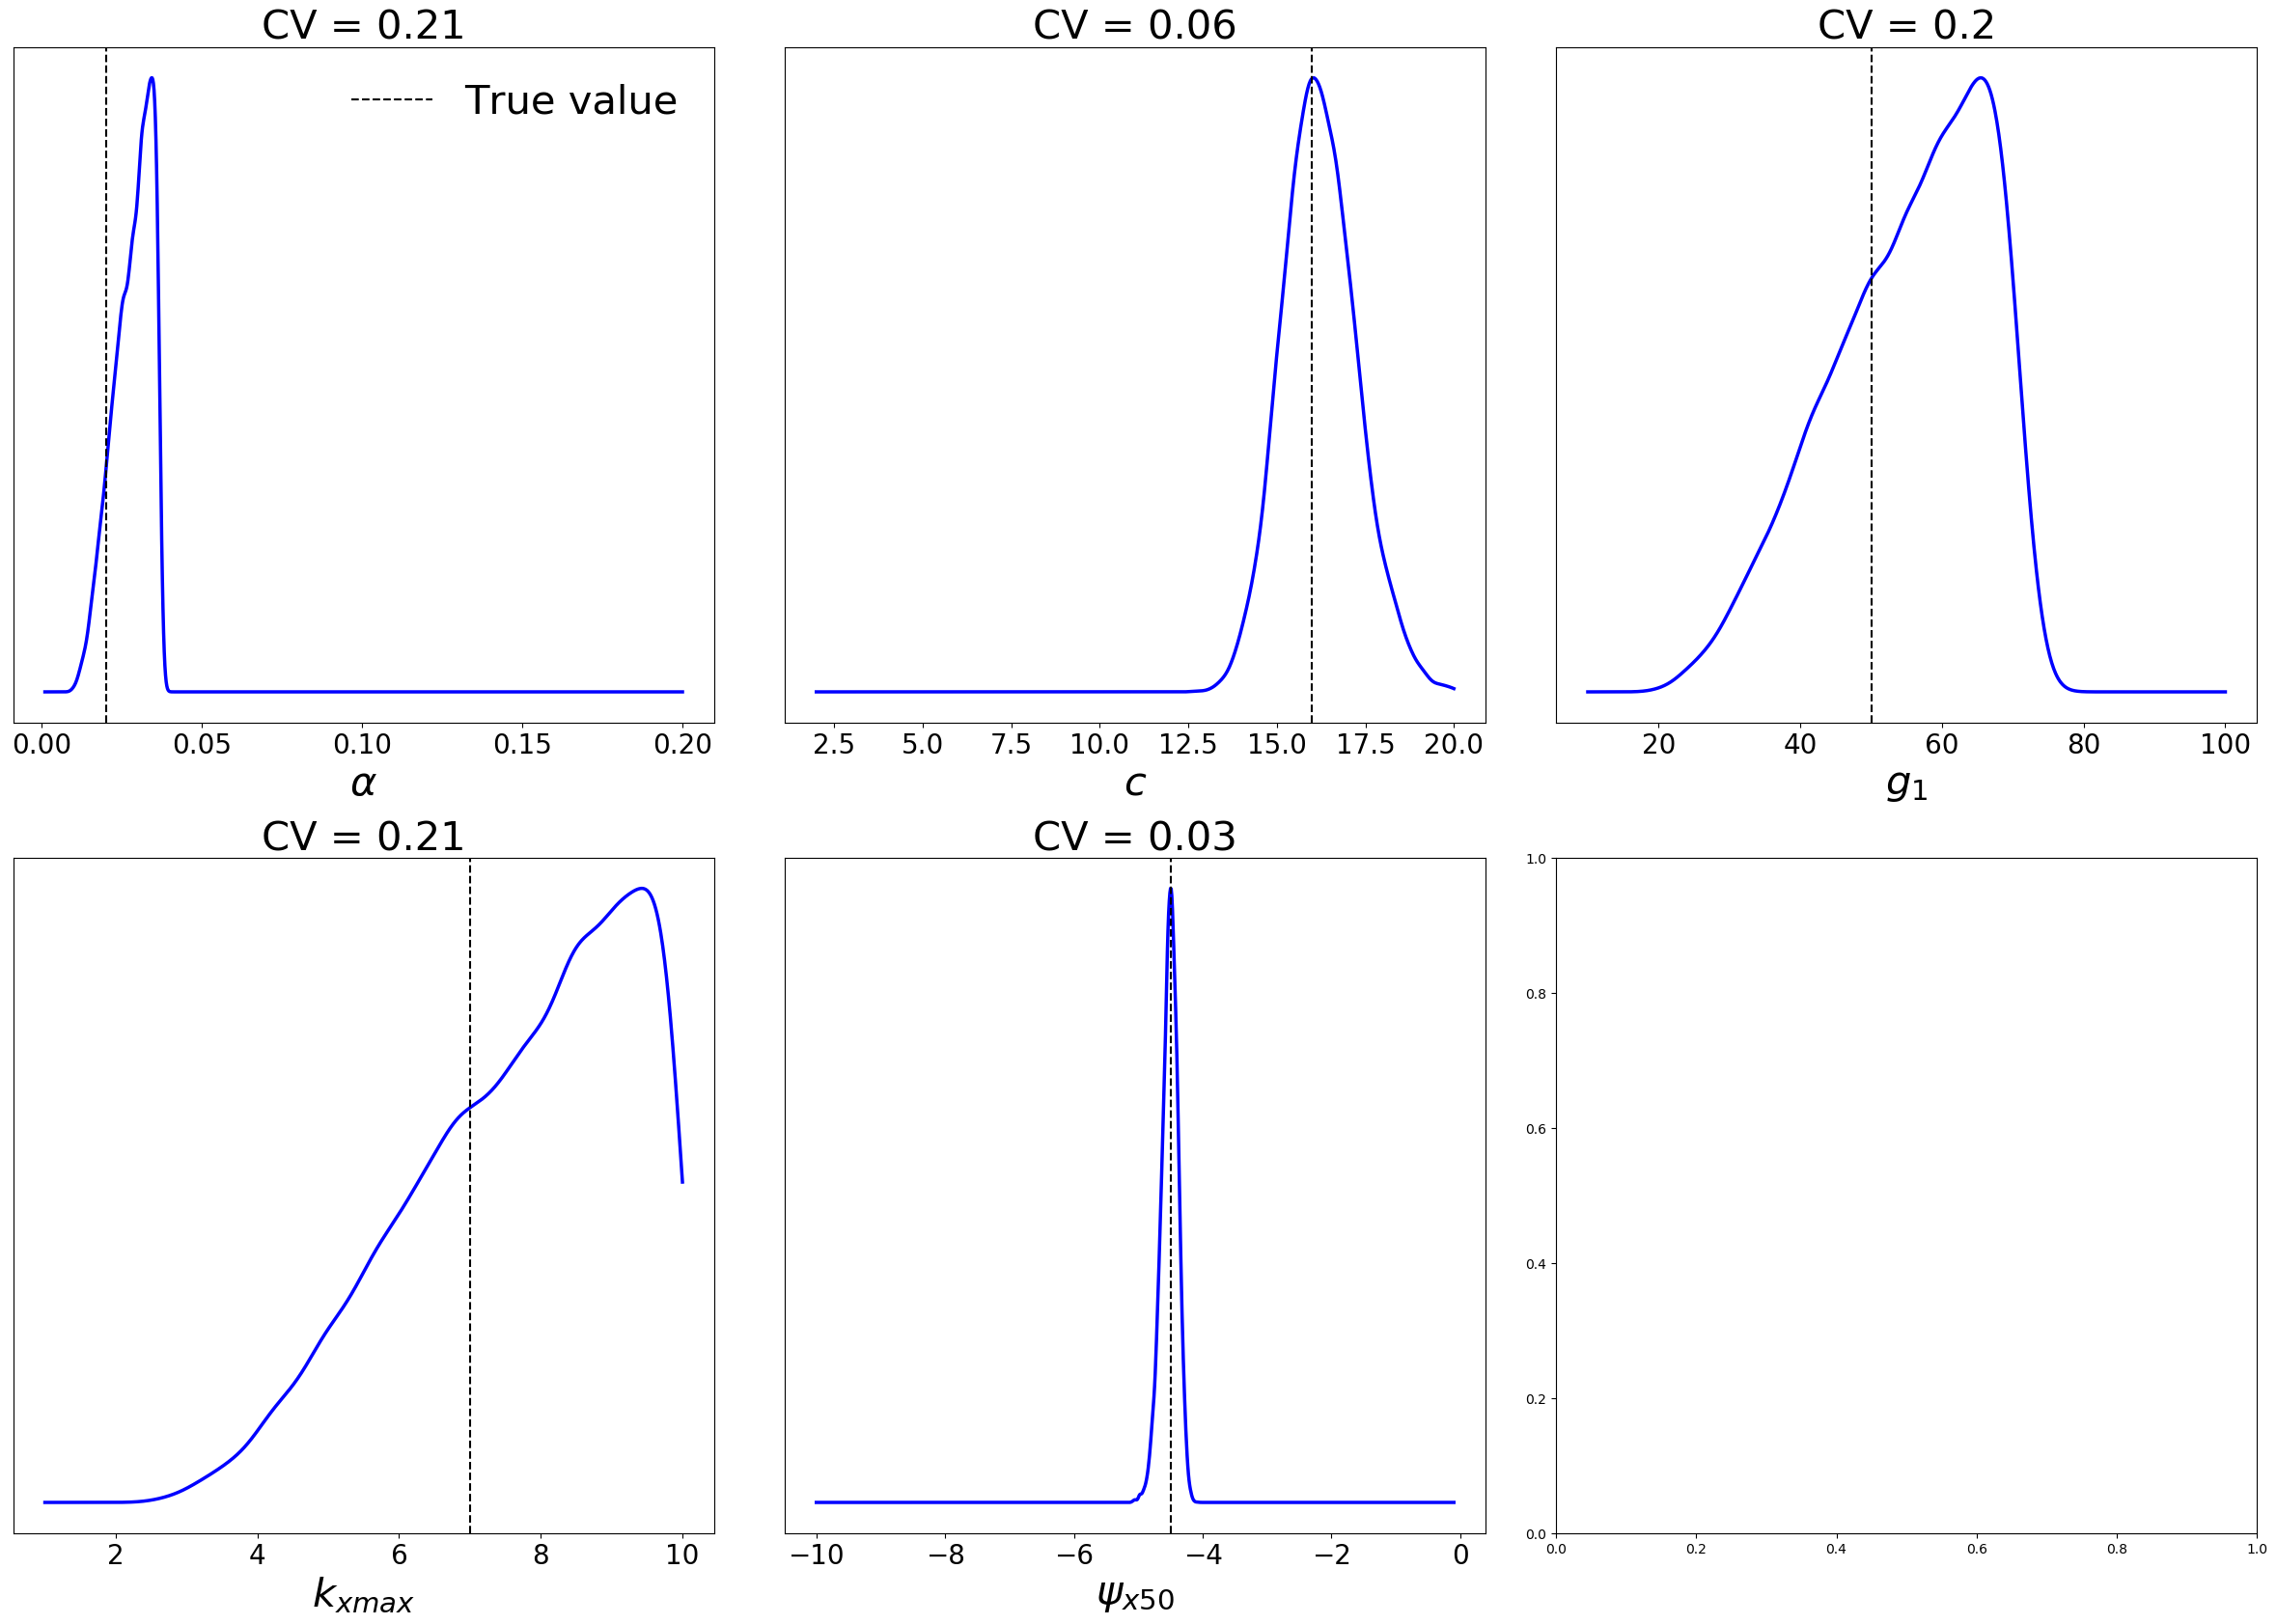 CV = 0.21
CV = 0.06
CV = 0.2
True value
0.00 0.05 0.10 0.15 0.20
α
2.5 5.0 7.5 10.0 12.5 15.0 17.5 20.0
c
20 40 60 80 100
g1
CV = 0.21
CV = 0.03
2 4 6 8 10
kxmax
−10 −8 −6 −4 −2 0
ψx50
1.0
0.8
0.6
0.4
0.2
0.0
0.0 0.2 0.4 0.6 0.8 1.0